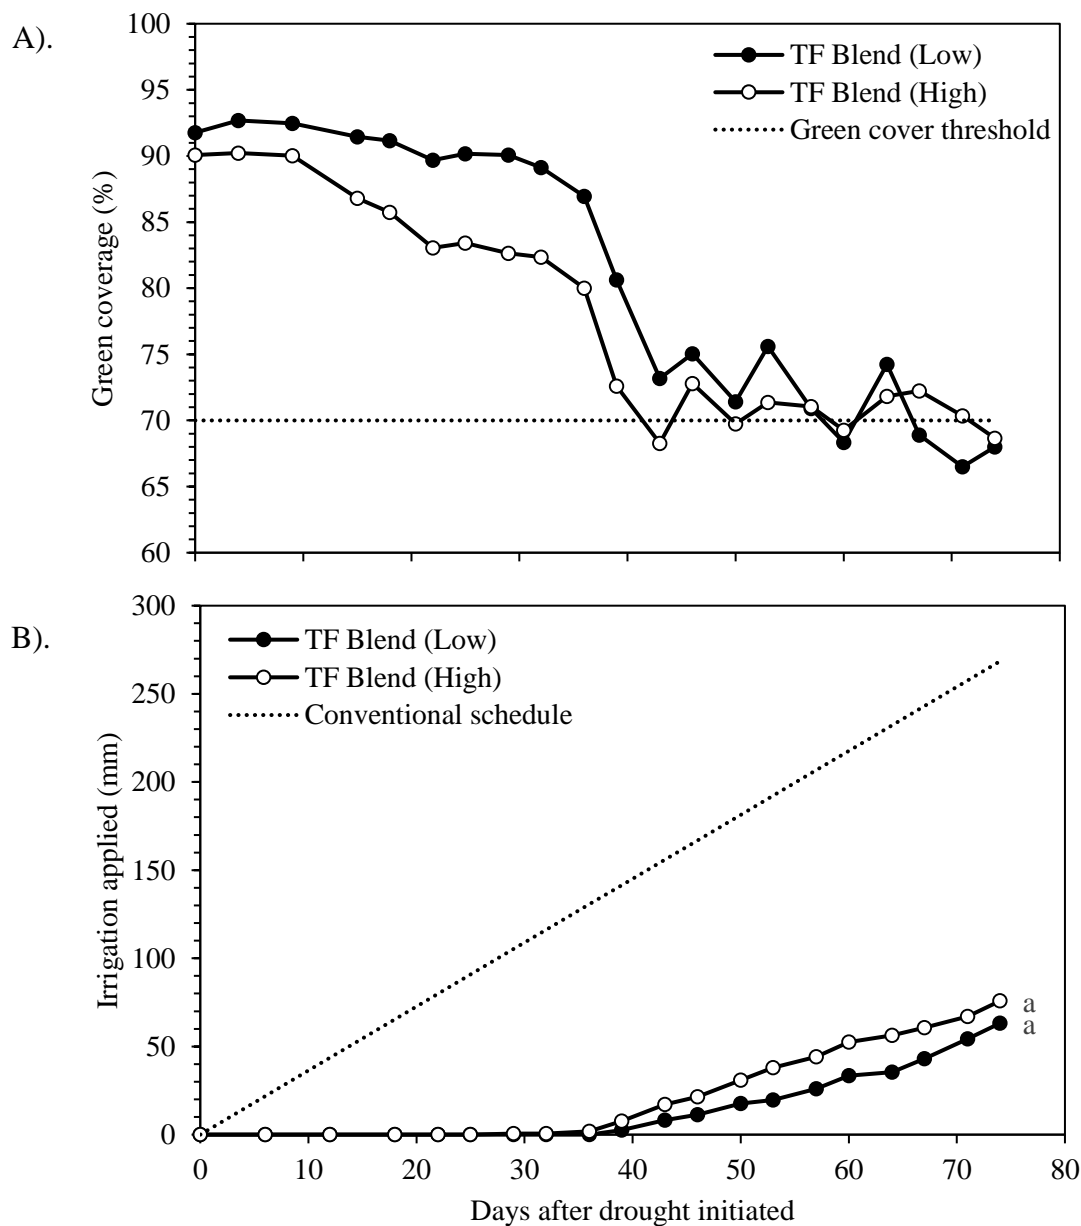 A).
100
95
90
85
80
75
70
65
60
Green coverage (%)
TF Blend (Low)
TF Blend (High)
Green cover threshold
B).
300
250
200
150
100
50
0
Irrigation applied (mm)
TF Blend (Low)
TF Blend (High)
Conventional schedule
a
a
0 10 20 30 40 50 60 70 80
Days after drought initiated